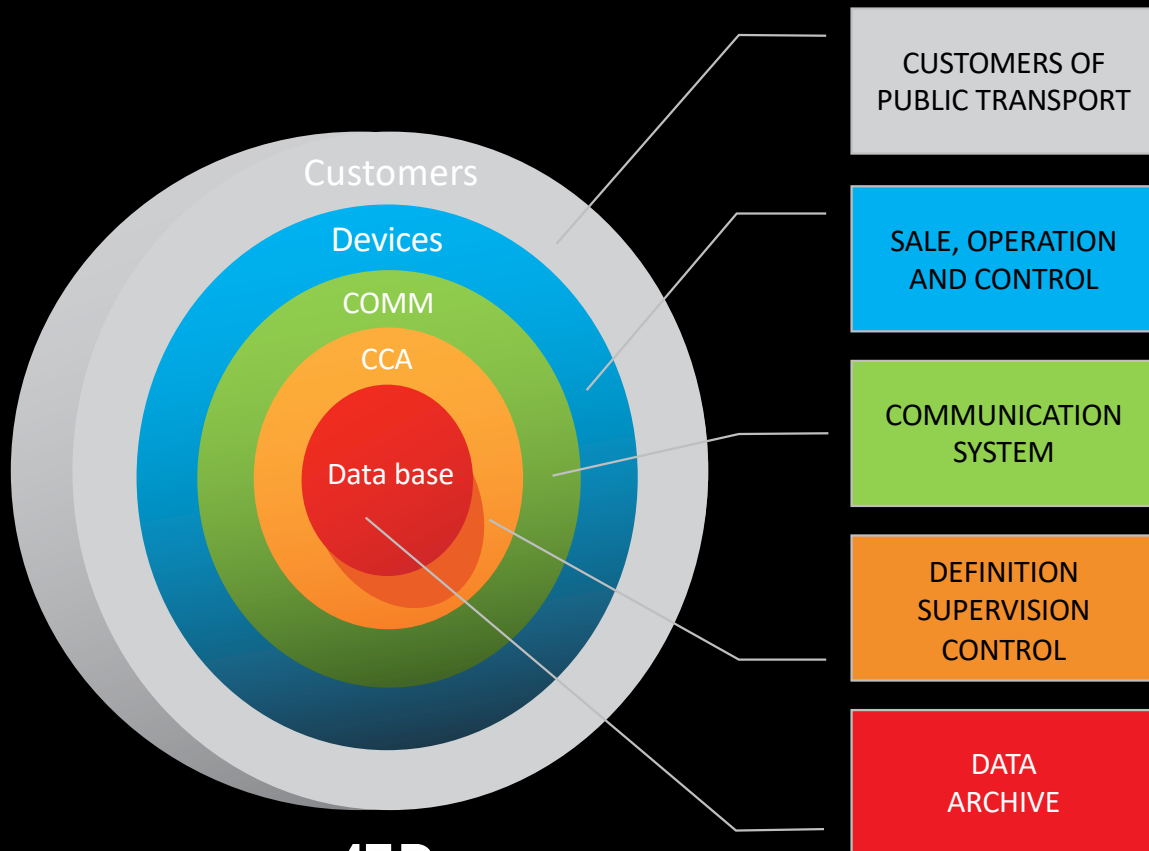 Customers
Devices
COMM
CCA
Data base
CUSTOMERS OF
PUBLIC TRANSPORT
SALE, OPERATION
AND CONTROL
COMMUNICATION
SYSTEM
DEFINITION
SUPERVISION
CONTROL
DATA
ARCHIVE